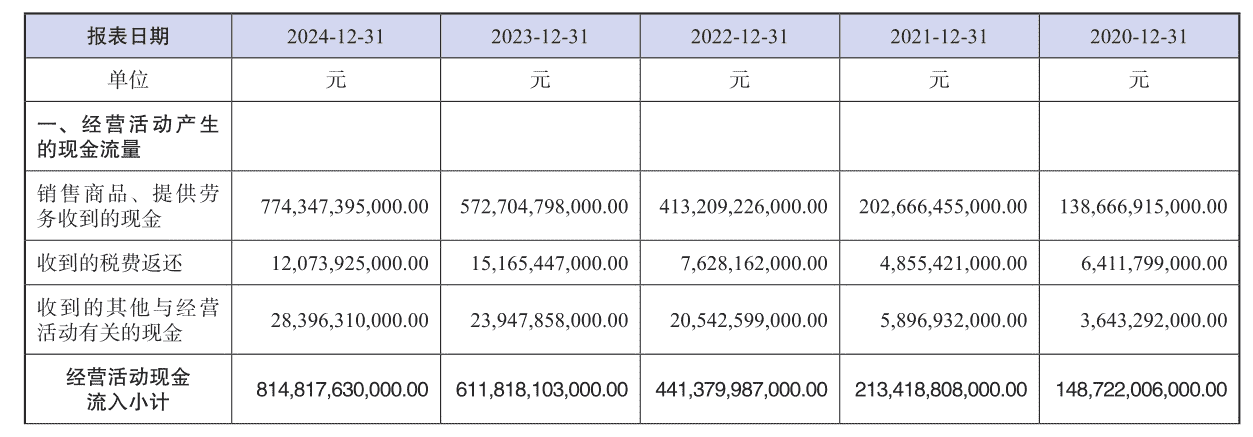 报表日期 2024-12-31 2023-12-31 2022-12-31 2021-12-31 2020-12-31
单位 元 元 元 元 元
一、经营活动产生
的现金流量
销售商品、提供劳
务收到的现金 774,347,395,000.00 572,704,798,000.00 413,209,226,000.00 202,666,455,000.00 138,666,915,000.00
收到的税费返还 12,073,925,000.00 15,165,447,000.00 7,628,162,000.00 4,855,421,000.00 6,411,799,000.00
收到的其他与经营
活动有关的现金 28,396,310,000.00 23,947,858,000.00 20,542,599,000.00 5,896,932,000.00 3,643,292,000.00
经营活动现金
流入小计 814,817,630,000.00 611,818,103,000.00 441,379,987,000.00 213,418,808,000.00 148,722,006,000.00